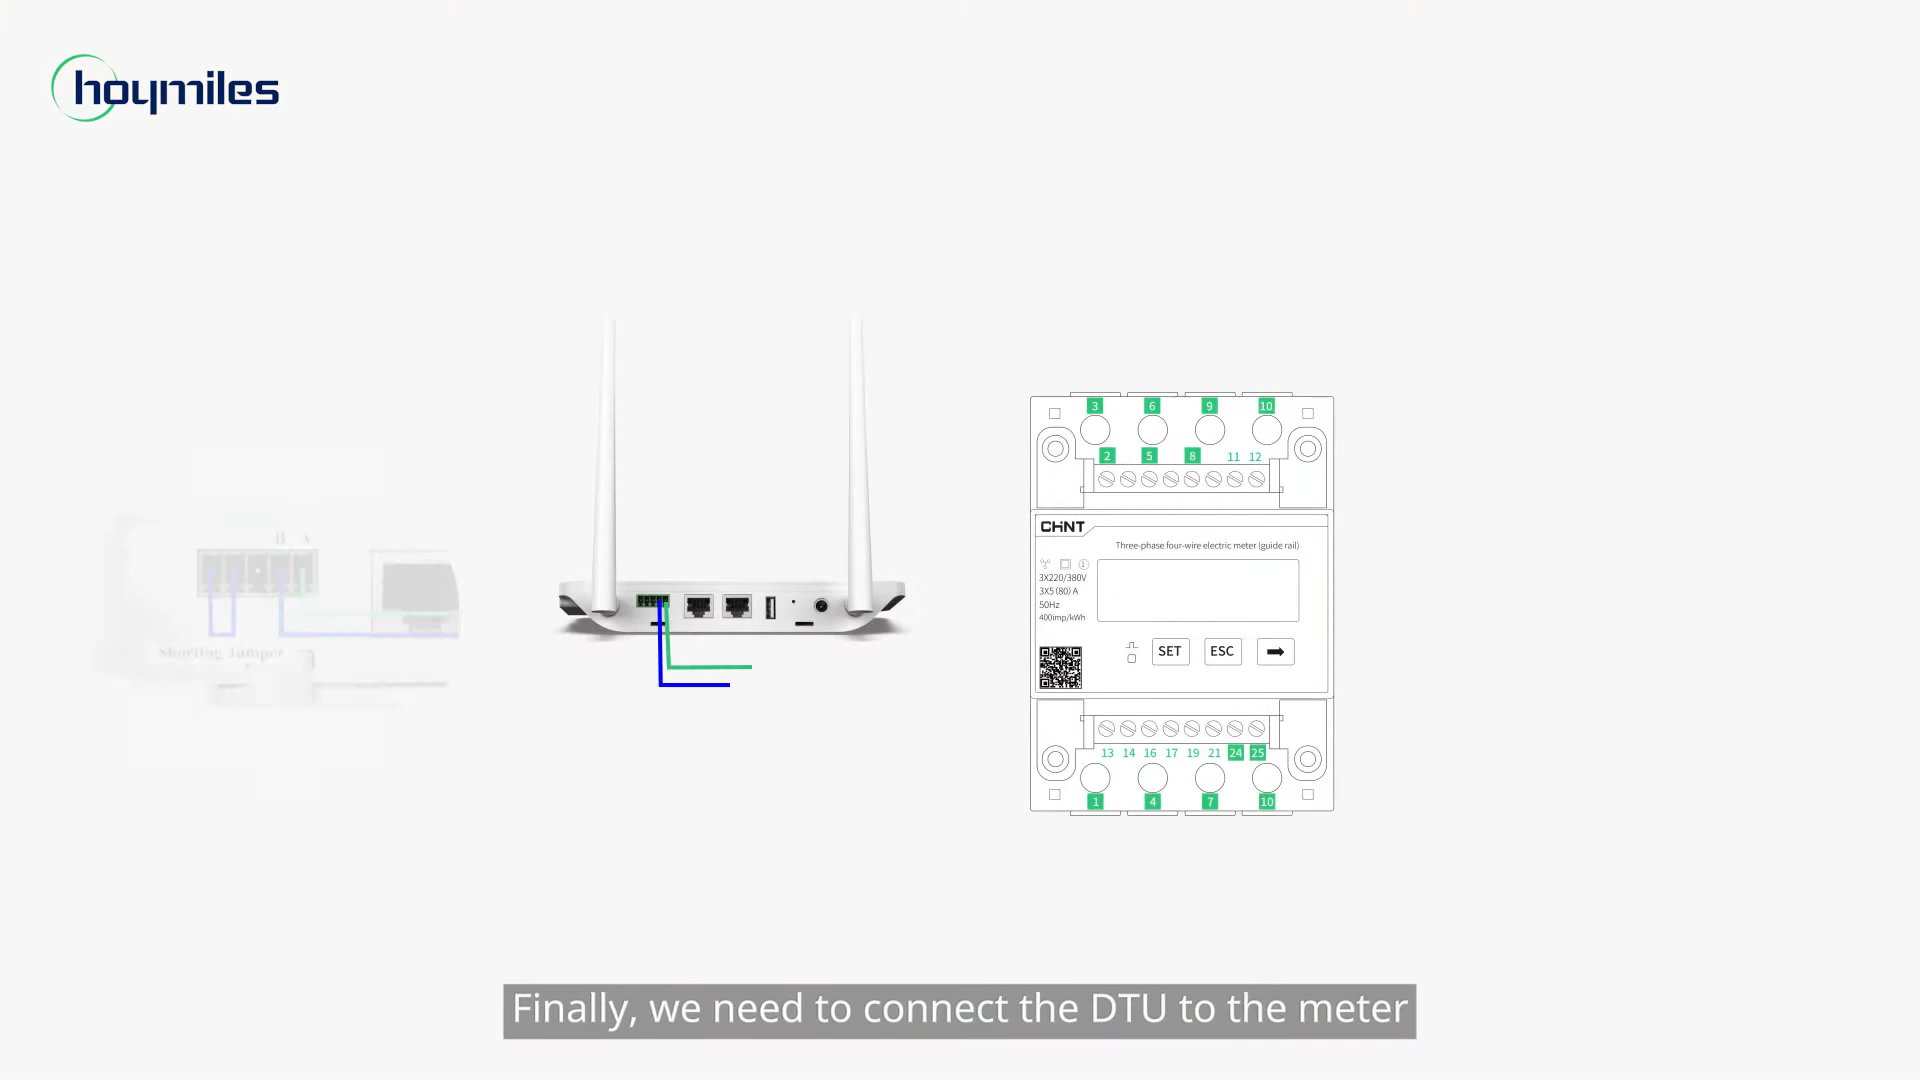 hoymiles
B A
Shorting Jumper
3 6 9 10
2 5 8 11 12
CHNT
Three-phase four-wire electric meter (guide rail)
3X220/380V
3X5 (80) A
50Hz
400imp/kWh
SET ESC
13 14 16 17 19 21 24 25
1 4 7 10
Finally, we need to connect the DTU to the meter